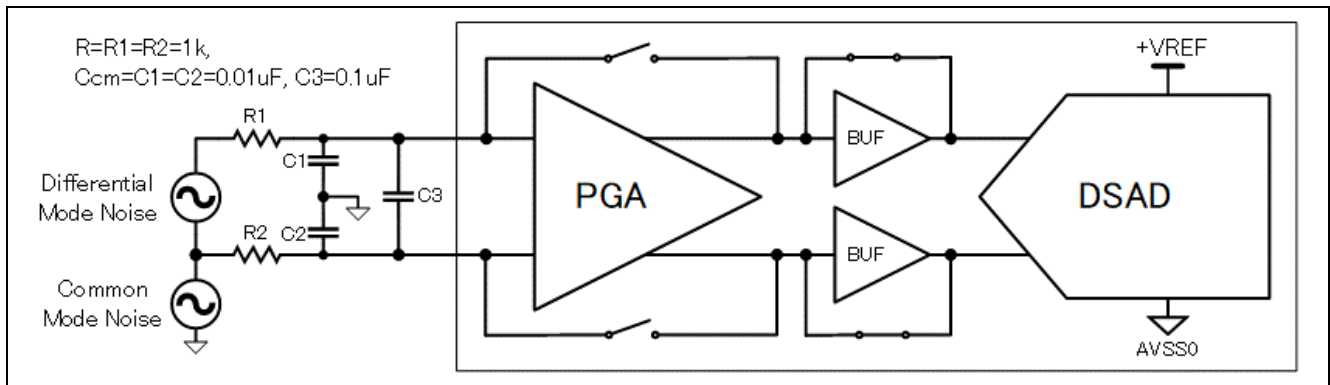 R=R1=R2=1k,
Ccm=C1=C2=0.01uF, C3=0.1uF
+VREF
R1
C1
BUF
Differential
Mode Noise
C3
PGA
DSAD
R2
C2
BUF
Common
Mode Noise
AVSS0